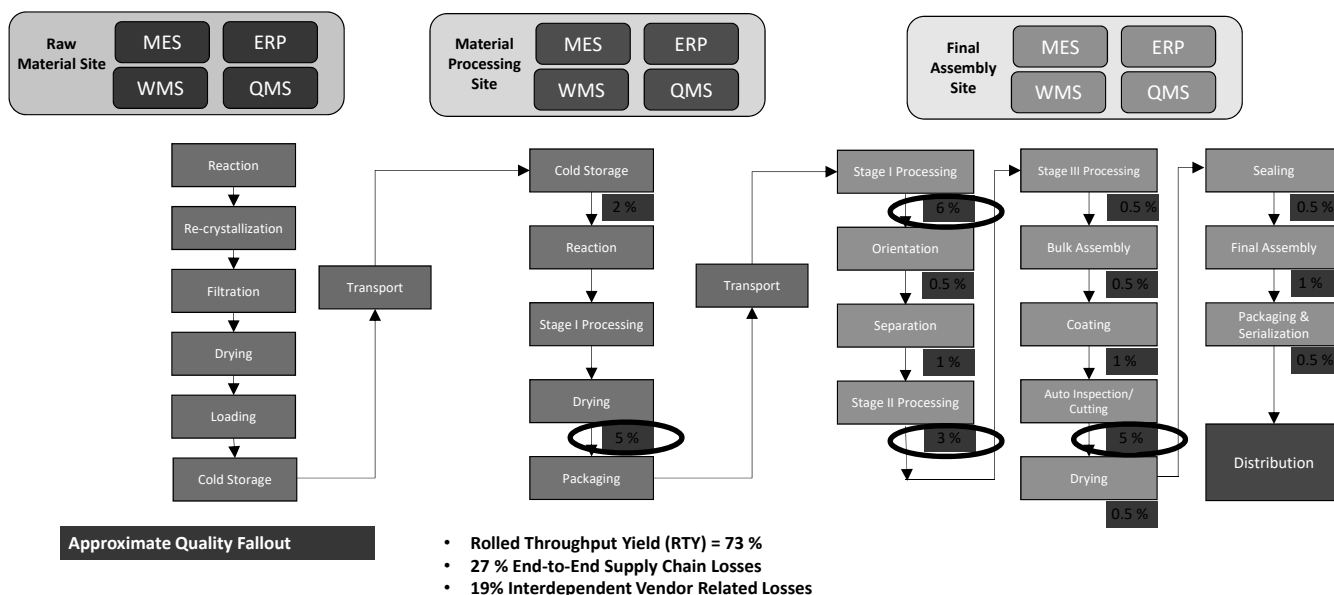 Raw
Material Site
MES
ERP
WMS
QMS
Material
Processing
Site
MES
ERP
WMS
QMS
Final
Assembly
Site
MES
ERP
WMS
QMS
Reaction
Re-crystallization
Filtration
Drying
Loading
Cold Storage
Transport
Cold Storage
2 %
Reaction
Stage I Processing
Drying
5 %
Packaging
Transport
Stage I Processing
6 %
Orientation
0.5 %
Separation
1 %
Stage II Processing
3 %
Stage III Processing
0.5 %
Bulk Assembly
0.5 %
Coating
1 %
Auto Inspection/
Cutting
5 %
Drying
0.5 %
Sealing
0.5 %
Final Assembly
1 %
Packaging &
Serialization
0.5 %
Distribution
Approximate Quality Fallout
• Rolled Throughput Yield (RTY) = 73 %
• 27 % End-to-End Supply Chain Losses
• 19% Interdependent Vendor Related Losses